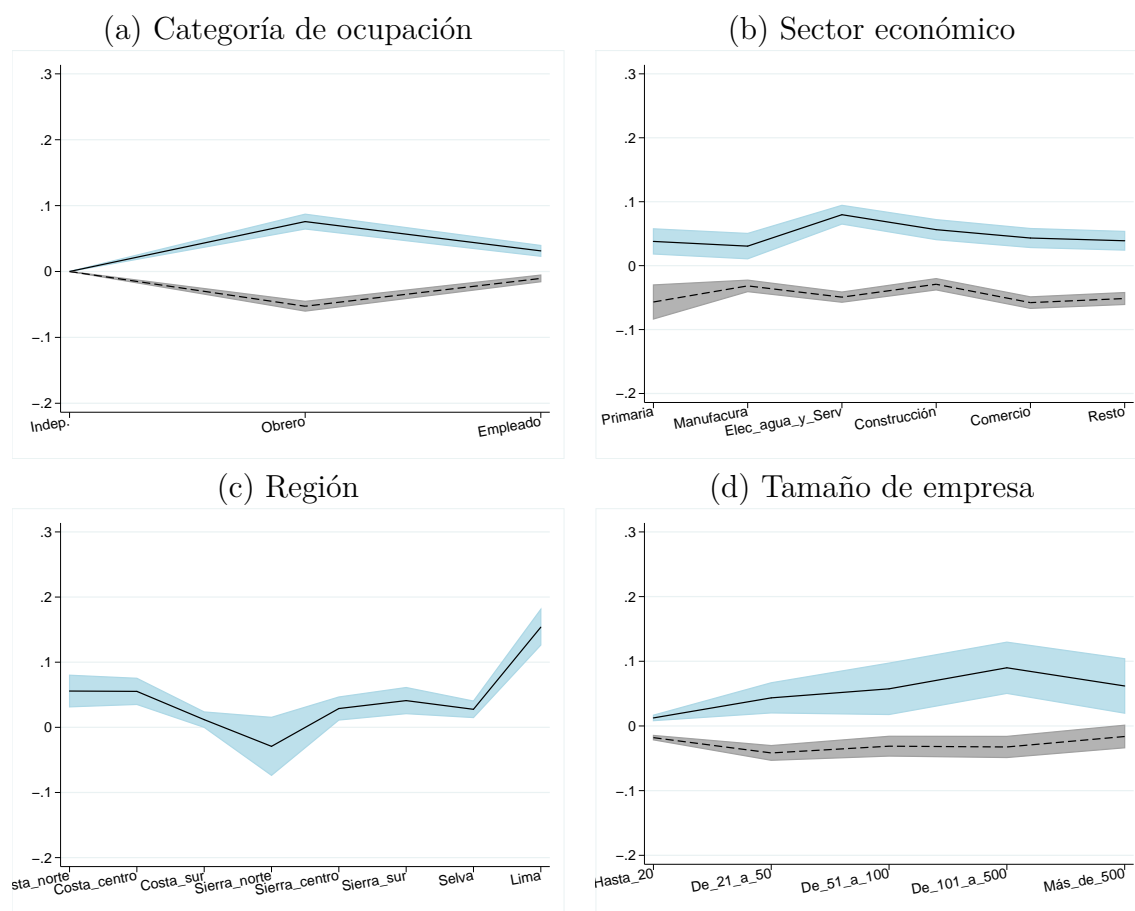 (a) Categoría de ocupación
.3
.2
.1
0
−.1
−.2
Indep.
Obrero
Empleado
(b) Sector económico
.3
.2
.1
0
−.1
−.2
Primaria
Manufacura
Elec_agua_y_Serv
Construcción
Comercio
Resto
(c) Región
.3
.2
.1
0
−.1
−.2
sta_norte
Costa_centro
Costa_sur
Sierra_norte
Sierra_centro
Sierra_sur
Selva
Lima
(d) Tamaño de empresa
.3
.2
.1
0
−.1
−.2
Hasta_20
De_21_a_50
De_51_a_100
De_101_a_500
Más_de_500